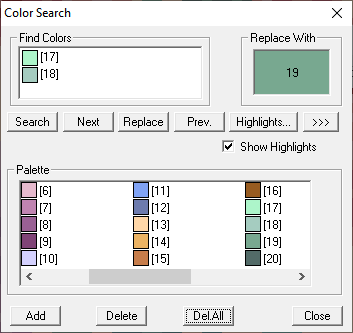 Color Search
Find Colors
[17]
[18]
Replace With
19
Search Next Replace Prev. Highlights... >>>
Show Highlights
Palette
[6] [11] [16]
[7] [12] [17]
[8] [13] [18]
[9] [14] [19]
[10] [15] [20]
Add Delete Del.All Close